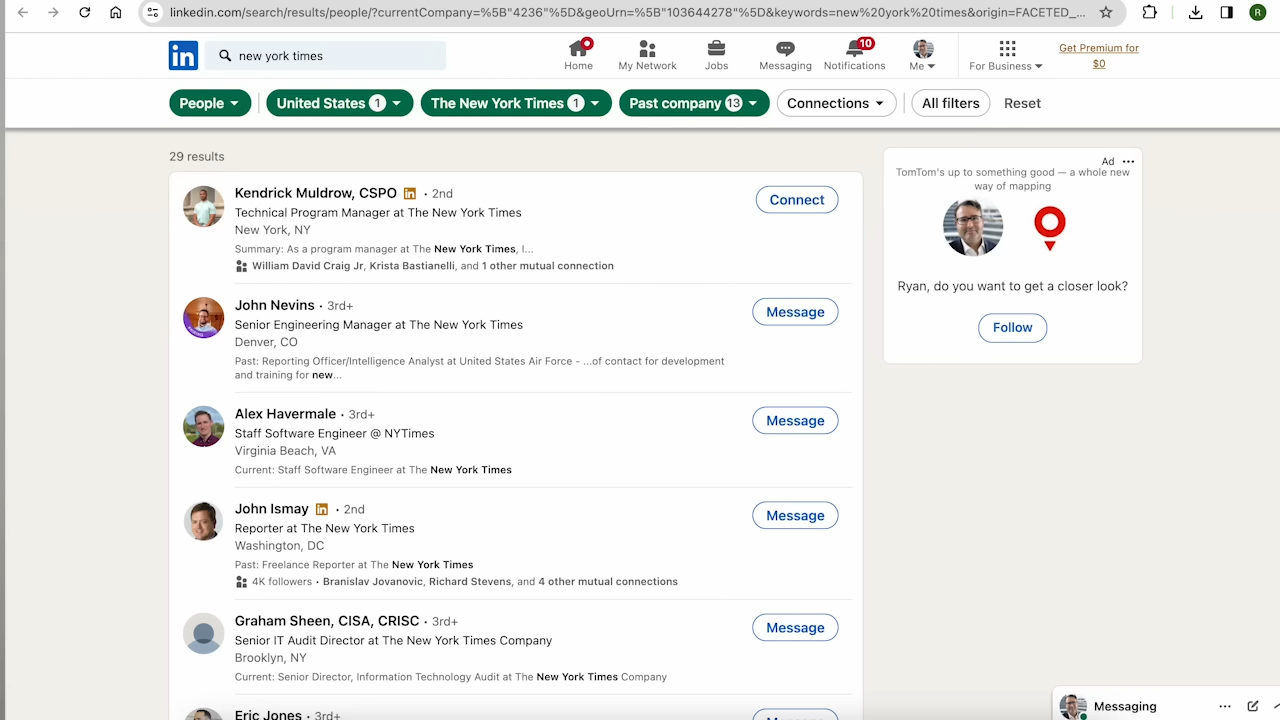 linkedin.com/search/results/people/?currentCompany=%5B"4236"%5D&geoUrn=%5B"103644278"%5D&keywords=new%20york%20times&origin=FACETED_...
R
in
new york times
Home
My Network
Jobs
Messaging
10
Notifications
Me
For Business
Get Premium for
$0
People
United States 1
The New York Times 1
Past company 13
Connections
All filters
Reset
29 results
Kendrick Muldrow, CSPO in • 2nd
Connect
Technical Program Manager at The New York Times
New York, NY
Summary: As a program manager at The New York Times, I...
William David Craig Jr, Krista Bastianelli, and 1 other mutual connection
John Nevins • 3rd+
Message
Senior Engineering Manager at The New York Times
Denver, CO
Past: Reporting Officer/Intelligence Analyst at United States Air Force - ...of contact for development
and training for new...
Alex Havermale • 3rd+
Message
Staff Software Engineer @ NYTimes
Virginia Beach, VA
Current: Staff Software Engineer at The New York Times
John Ismay in • 2nd
Message
Reporter at The New York Times
Washington, DC
Past: Freelance Reporter at The New York Times
4K followers • Branislav Jovanovic, Richard Stevens, and 4 other mutual connections
Graham Sheen, CISA, CRISC • 3rd+
Message
Senior IT Audit Director at The New York Times Company
Brooklyn, NY
Current: Senior Director, Information Technology Audit at The New York Times Company
Eric Jones • 3rd+
Message
Ad
TomTom's up to something good — a whole new
way of mapping
Ryan, do you want to get a closer look?
Follow
Messaging